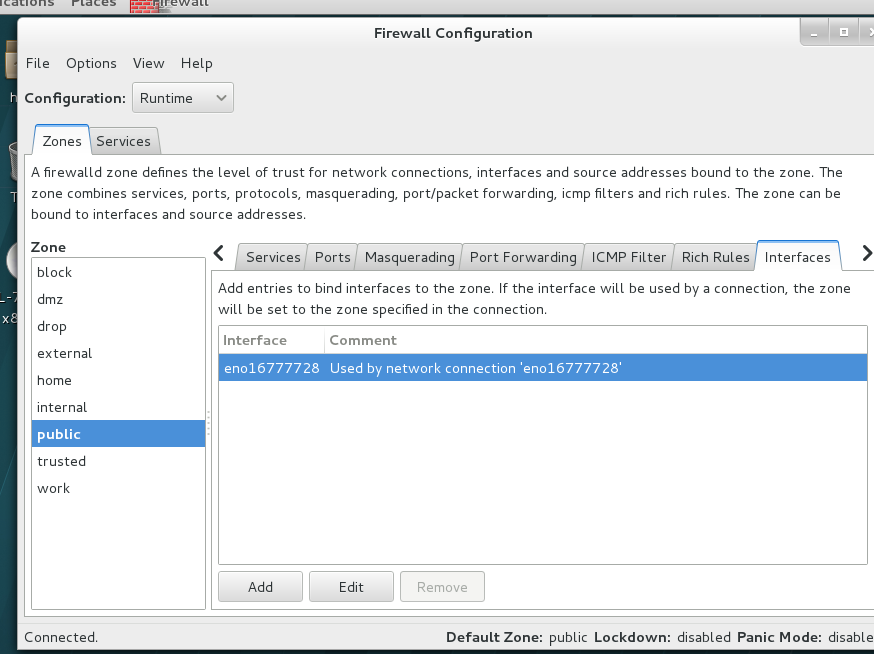 Places Firewall
Firewall Configuration
File Options View Help
Configuration: Runtime
Zones Services
A firewalld zone defines the level of trust for network connections, interfaces and source addresses bound to the zone. The
zone combines services, ports, protocols, masquerading, port/packet forwarding, icmp filters and rich rules. The zone can be
bound to interfaces and source addresses.
Zone
block
dmz
drop
external
home
internal
public
trusted
work
Services Ports Masquerading Port Forwarding ICMP Filter Rich Rules Interfaces
Add entries to bind interfaces to the zone. If the interface will be used by a connection, the zone
will be set to the zone specified in the connection.
Interface Comment
eno16777728 Used by network connection 'eno16777728'
Add Edit Remove
Connected.
Default Zone: public Lockdown: disabled Panic Mode: disable